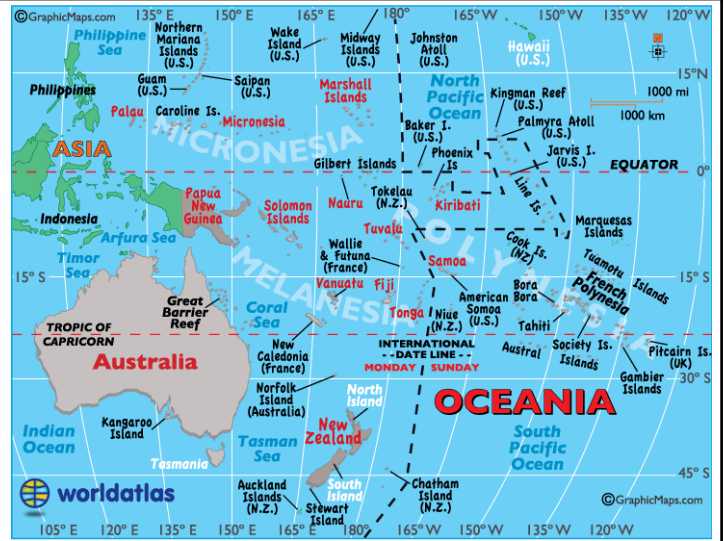 ©GraphicMaps.com
135° E
150° E
165° E
180°
165°W
150°W
135° W
120°W
Philippine
Sea
Northern
Mariana
Islands
(U.S.)
Wake
Island
(U.S.)
Midway
Islands
(U.S.)
Johnston
Atoll
(U.S.)
Hawaii
(U.S.)
N
15°N
Philippines
Guam
(U.S.)
Saipan
(U.S.)
Marshall
Islands
North
Pacific
Ocean
Kingman Reef
(U.S.)
1000 mi
1000 km
Palau
Caroline Is.
Micronesia
MICRONESIA
Palmyra Atoll
(U.S.)
Baker I.
(U.S.)
Jarvis I.
(U.S.)
ASIA
Gilbert Islands
Phoenix
Is
EQUATOR
0°
Line Is.
Indonesia
Papua
New
Guinea
Solomon
Islands
Nauru
Tokelau
(N.Z.)
Kiribati
Tuvalu
POLYNESIA
Marquesas
Islands
Arafura Sea
Timor
Sea
MELANESIA
Wallie
& Futuna
(France)
Samoa
Cook Is.
(NZ)
Tuamotu Islands
15° S
15°S
French
Polynesia
Great
Barrier
Reef
Coral
Sea
Vanuatu
Fiji
Tonga
Niue
(N.Z.)
American
Somoa
(U.S.)
Bora
Bora
Tahiti
TROPIC OF
CAPRICORN
Australia
New
Caledonia
(France)
INTERNATIONAL
- - DATE LINE - -
MONDAY
SUNDAY
Austral
Islands
Society Is.
Pitcairn Is.
(UK)
Gambier
Islands
30° S
Norfolk
Island
(Australia)
North
Island
OCEANIA
Kangaroo
Island
Indian
Ocean
Tasmania
Tasman
Sea
New
Zealand
South
Pacific
Ocean
South
Island
45° S
worldatlas
Auckland
Islands
(N.Z.)
Stewart
Island
Chatham
Island
(N.Z.)
©GraphicMaps.com
105° E
120° E
135° E
150° E
165° E
180°
165°W
150°W
135° W
120°W